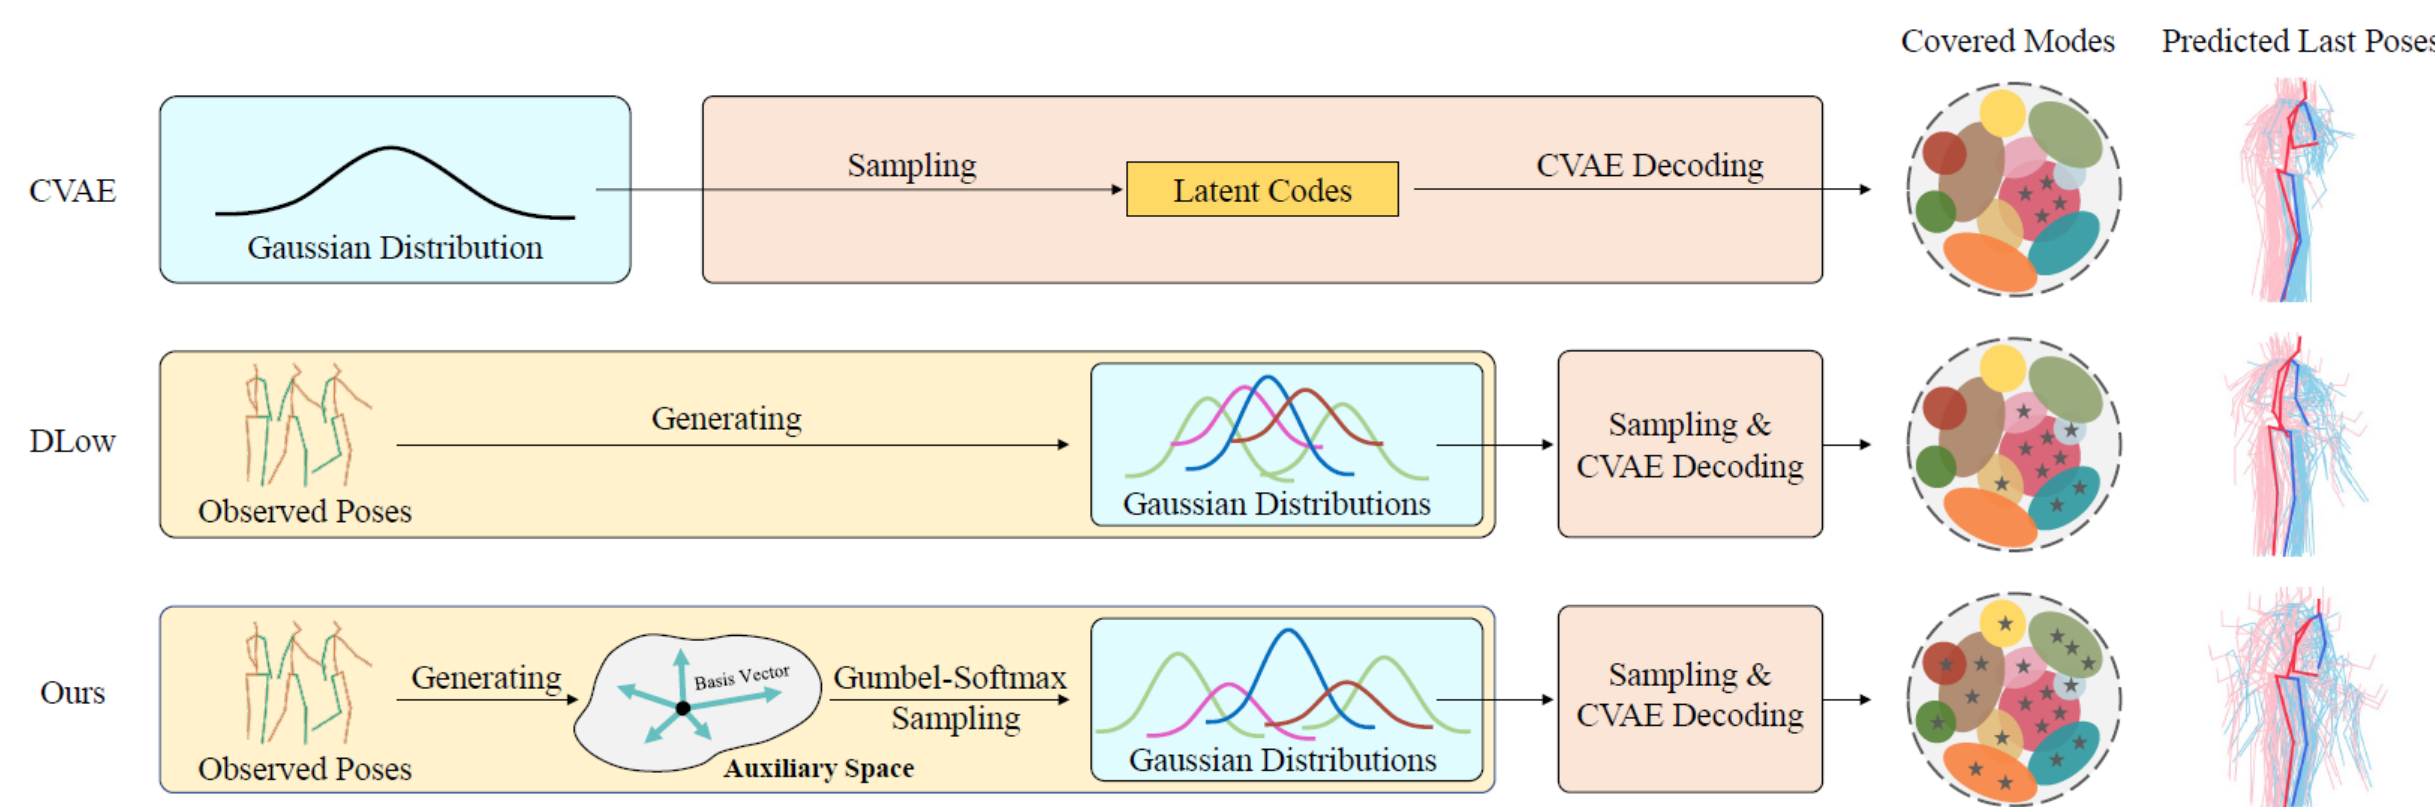 Covered Modes
Predicted Last Poses
CVAE
Gaussian Distribution
Sampling
Latent Codes
CVAE Decoding
DLow
Observed Poses
Generating
Gaussian Distributions
Sampling &
CVAE Decoding
Ours
Observed Poses
Generating
Basis Vector
Auxiliary Space
Gumbel-Softmax
Sampling
Gaussian Distributions
Sampling &
CVAE Decoding